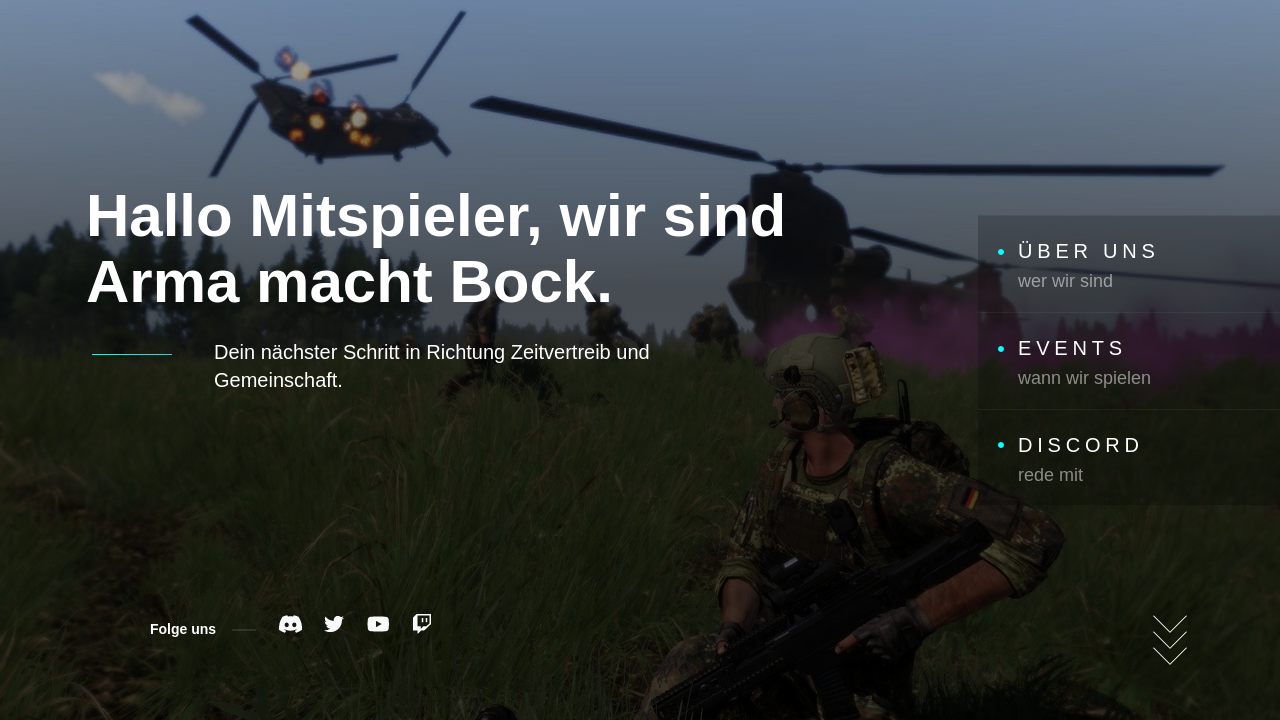 Hallo Mitspieler, wir sind
Arma macht Bock.
Dein nächster Schritt in Richtung Zeitvertreib und
Gemeinschaft.
ÜBER UNS
wer wir sind
EVENTS
wann wir spielen
DISCORD
rede mit
Folge uns